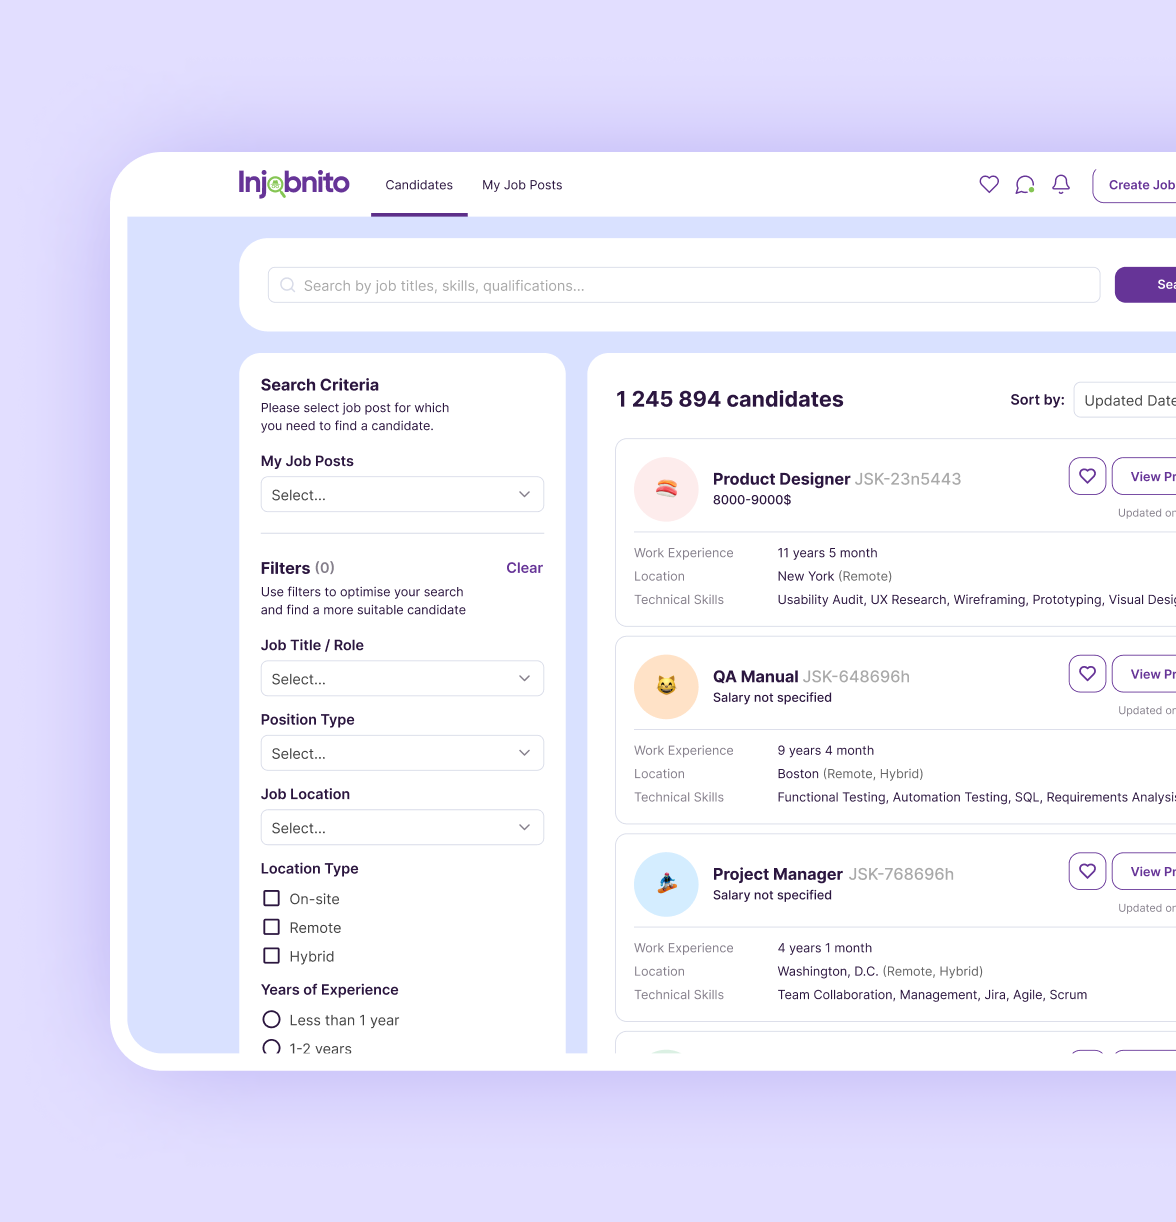 Injobnito
Candidates
My Job Posts
Create Job
Search by job titles, skills, qualifications...
Search Criteria
Please select job post for which
you need to find a candidate.
My Job Posts
Select...
Filters (0)
Clear
Use filters to optimise your search
and find a more suitable candidate
Job Title / Role
Select...
Position Type
Select...
Job Location
Select...
Location Type
On-site
Remote
Hybrid
Years of Experience
Less than 1 year
1-2 years
1 245 894 candidates
Sort by:
Updated Date
Product Designer JSK-23n5443
8000-9000$
View
Updated
Work Experience
11 years 5 month
Location
New York (Remote)
Technical Skills
Usability Audit, UX Research, Wireframing, Prototyping, Visual
QA Manual JSK-648696h
Salary not specified
View
Updated
Work Experience
9 years 4 month
Location
Boston (Remote, Hybrid)
Technical Skills
Functional Testing, Automation Testing, SQL, Requirements Analysis
Project Manager JSK-768696h
Salary not specified
View
Updated
Work Experience
4 years 1 month
Location
Washington, D.C. (Remote, Hybrid)
Technical Skills
Team Collaboration, Management, Jira, Agile, Scrum